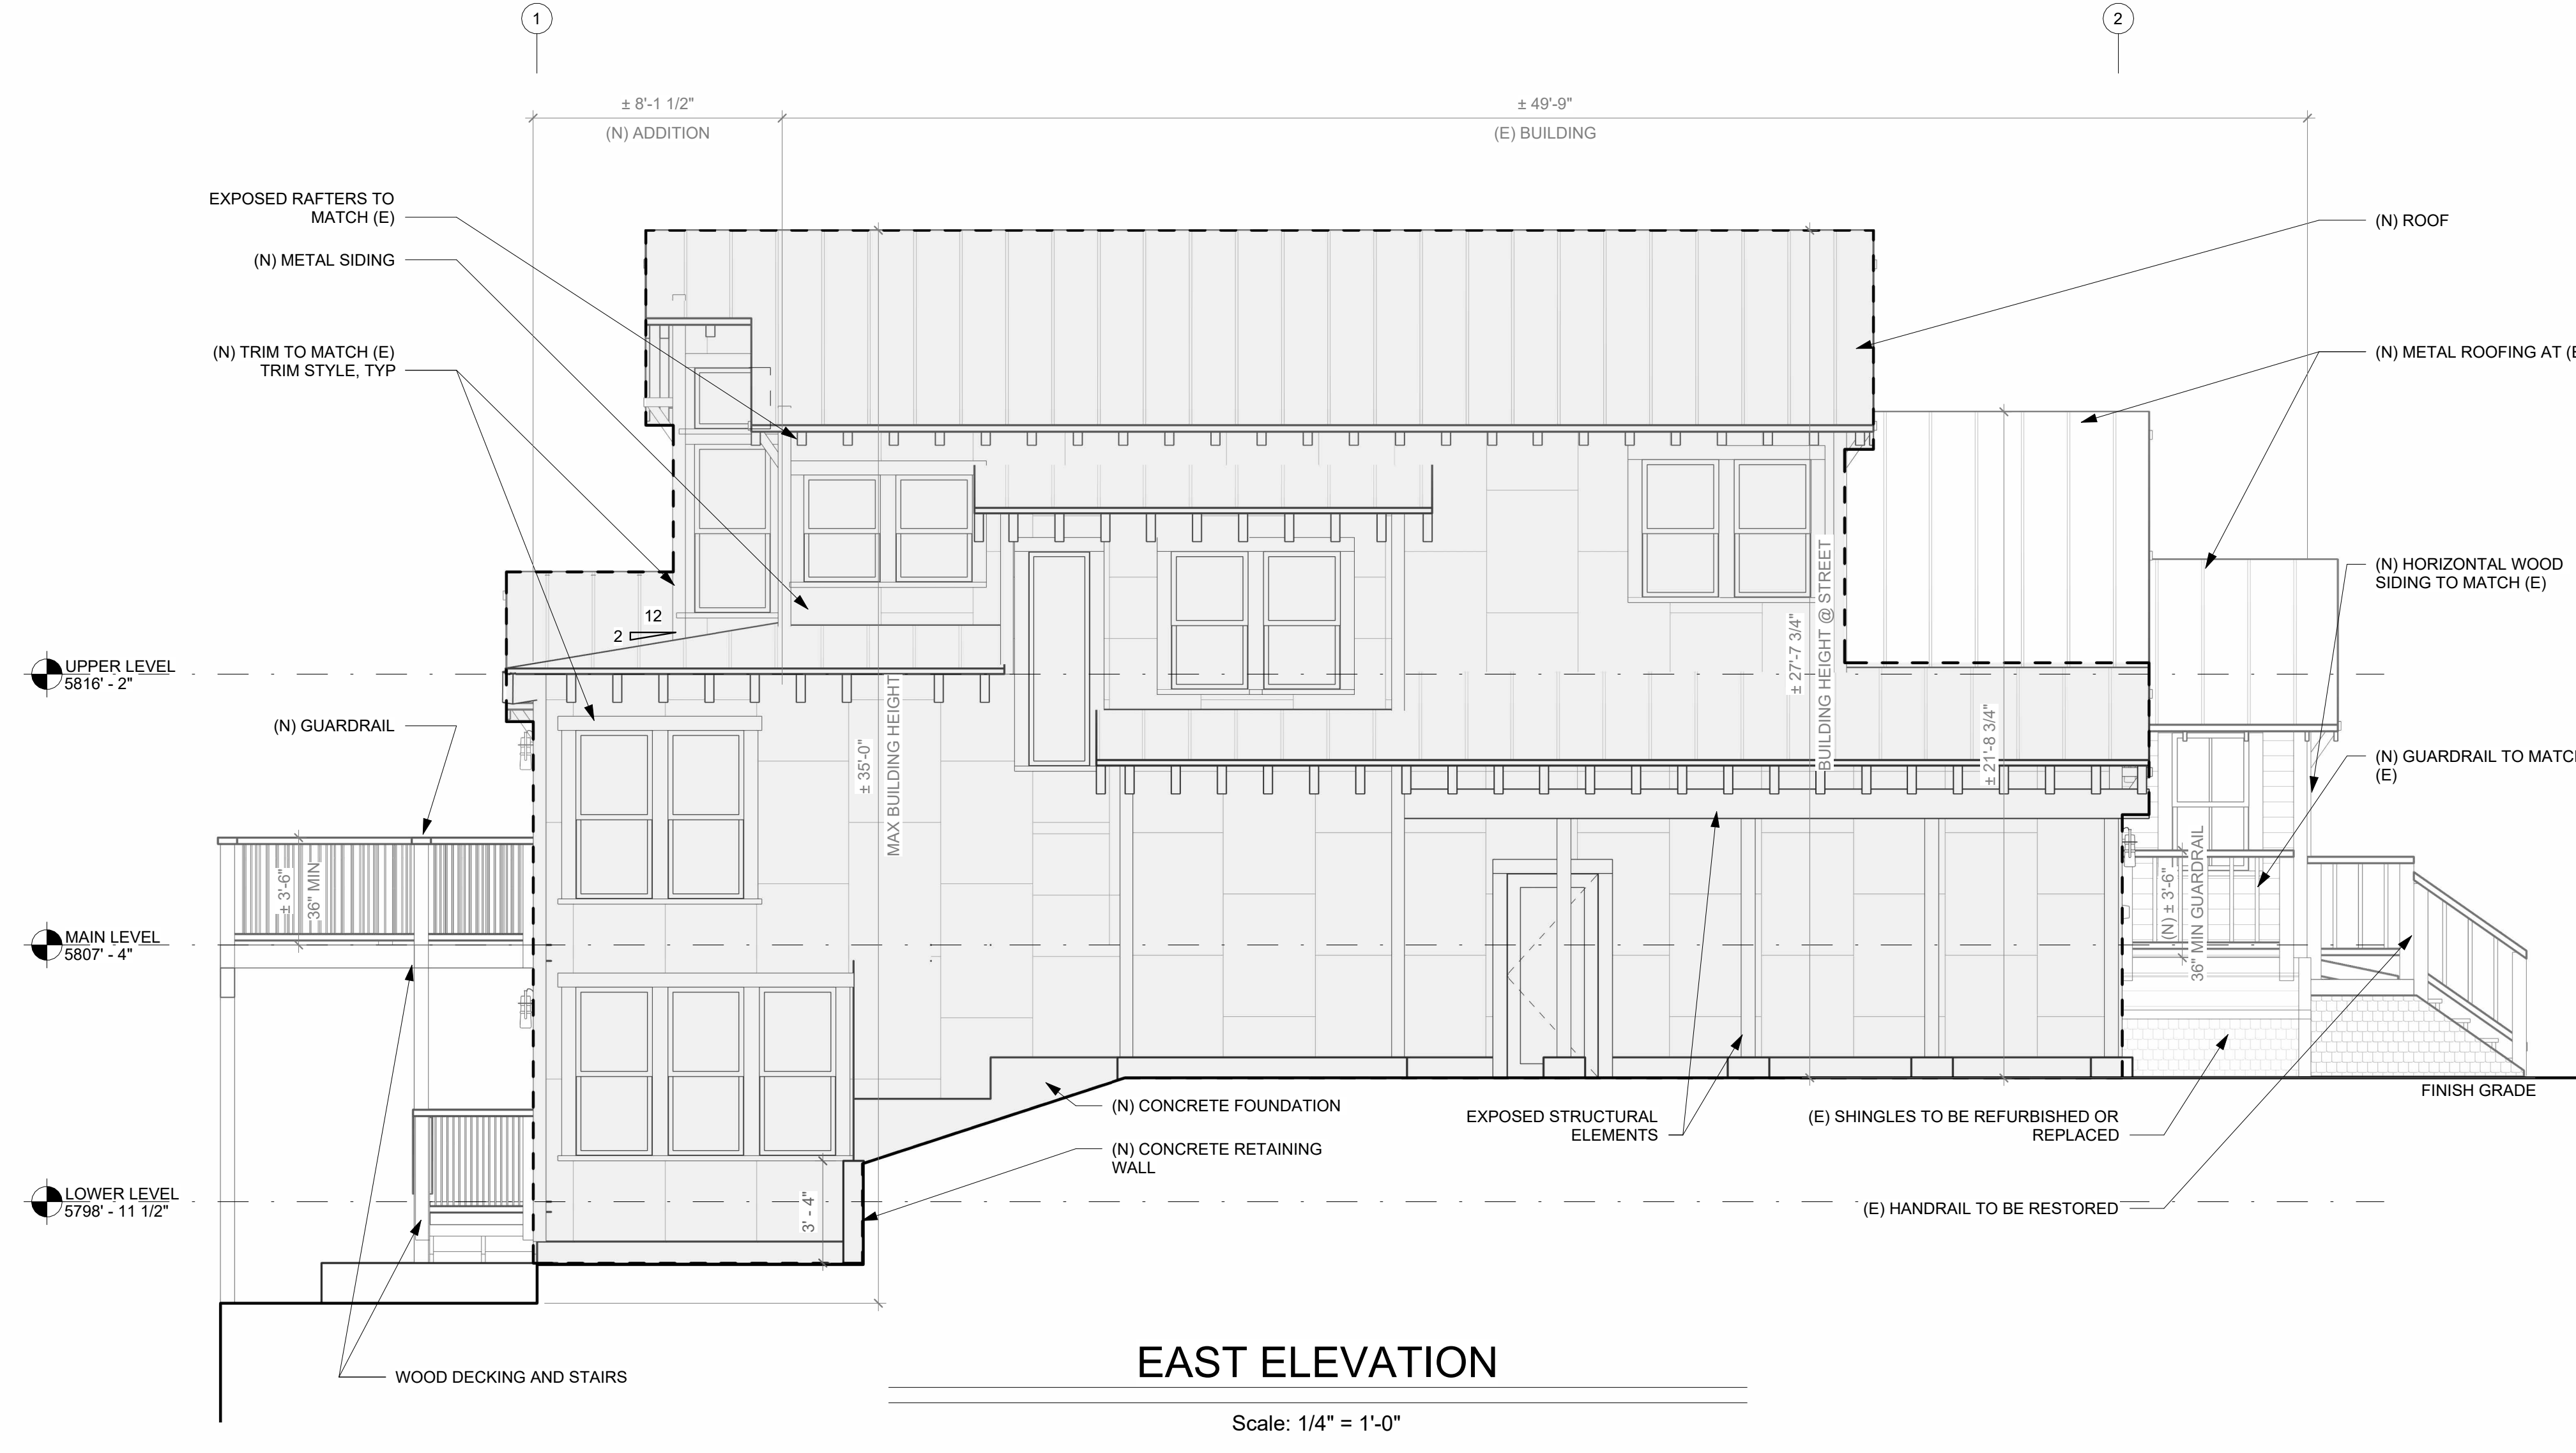 1
2
± 8'-1 1/2"
± 49'-9"
(N) ADDITION
(E) BUILDING
EXPOSED RAFTERS TO
MATCH (E)
(N) METAL SIDING
(N) TRIM TO MATCH (E)
TRIM STYLE, TYP
(N) ROOF
(N) METAL ROOFING AT (E
(N) HORIZONTAL WOOD
SIDING TO MATCH (E)
12
2
UPPER LEVEL
5816' - 2"
(N) GUARDRAIL
± 35'-0"
MAX BUILDING HEIGHT
± 27'-7 3/4"
BUILDING HEIGHT @ STREET
± 21'-8 3/4"
(N) GUARDRAIL TO MATCH
(E)
± 3'-6"
36" MIN
(N) ± 3'-6"
36" MIN GUARDRAIL
MAIN LEVEL
5807' - 4"
FINISH GRADE
(N) CONCRETE FOUNDATION
(N) CONCRETE RETAINING
WALL
EXPOSED STRUCTURAL
ELEMENTS
(E) SHINGLES TO BE REFURBISHED OR
REPLACED
LOWER LEVEL
5798' - 11 1/2"
3' - 4"
(E) HANDRAIL TO BE RESTORED
WOOD DECKING AND STAIRS
EAST ELEVATION
Scale: 1/4" = 1'-0"